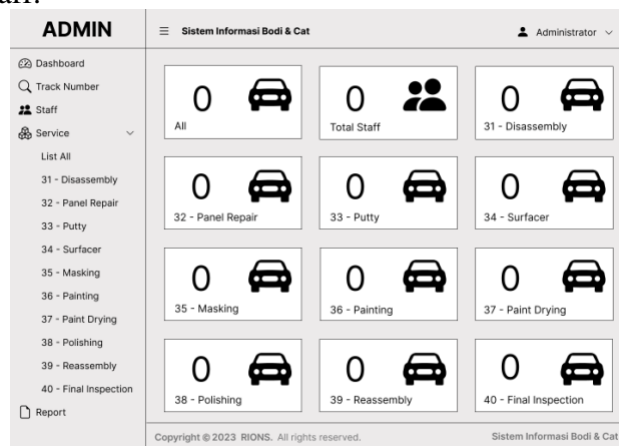 ADMIN
Sistem Informasi Bodi & Cat
Administrator
Dashboard
Track Number
Staff
Service
List All
31 - Disassembly
32 - Panel Repair
33 - Putty
34 - Surfacer
35 - Masking
36 - Painting
37 - Paint Drying
38 - Polishing
39 - Reassembly
40 - Final Inspection
Report
0
All
0
Total Staff
0
31 - Disassembly
0
32 - Panel Repair
0
33 - Putty
0
34 - Surfacer
0
35 - Masking
0
36 - Painting
0
37 - Paint Drying
0
38 - Polishing
0
39 - Reassembly
0
40 - Final Inspection
Copyright @ 2023 RIONS. All rights reserved.
Sistem Informasi Bodi & Cat